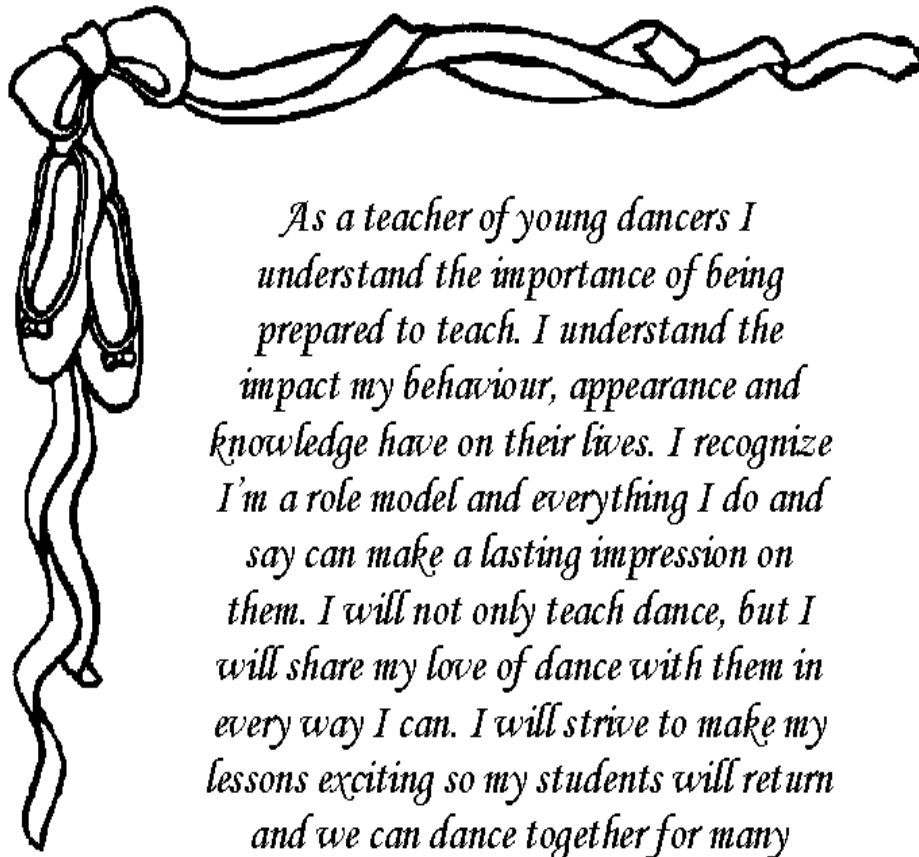 As a teacher of young dancers I
understand the importance of being
prepared to teach. I understand the
impact my behaviour, appearance and
knowledge have on their lives. I recognize
I'm a role model and everything I do and
say can make a lasting impression on
them. I will not only teach dance, but I
will share my love of dance with them in
every way I can. I will strive to make my
lessons exciting so my students will return
and we can dance together for many